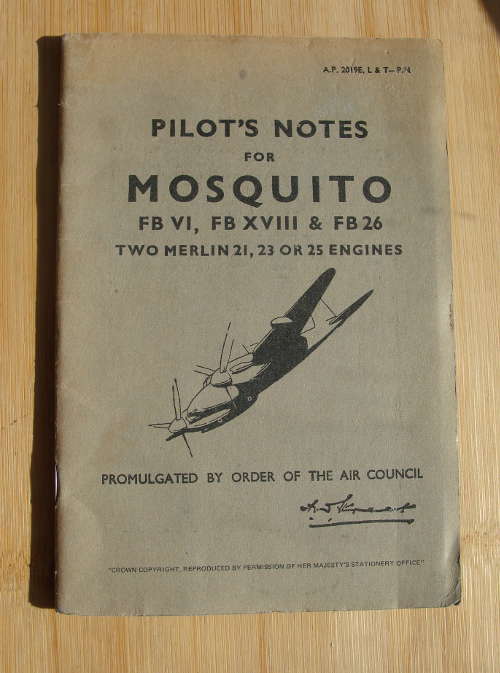 A.P. 2019E, L & T—P.N.
PILOT'S NOTES
FOR
MOSQUITO
FB VI, FB XVIII & FB 26
TWO MERLIN 21, 23 OR 25 ENGINES
PROMULGATED BY ORDER OF THE AIR COUNCIL
"CROWN COPYRIGHT, REPRODUCED BY PERMISSION OF HER MAJESTY'S STATIONERY OFFICE"